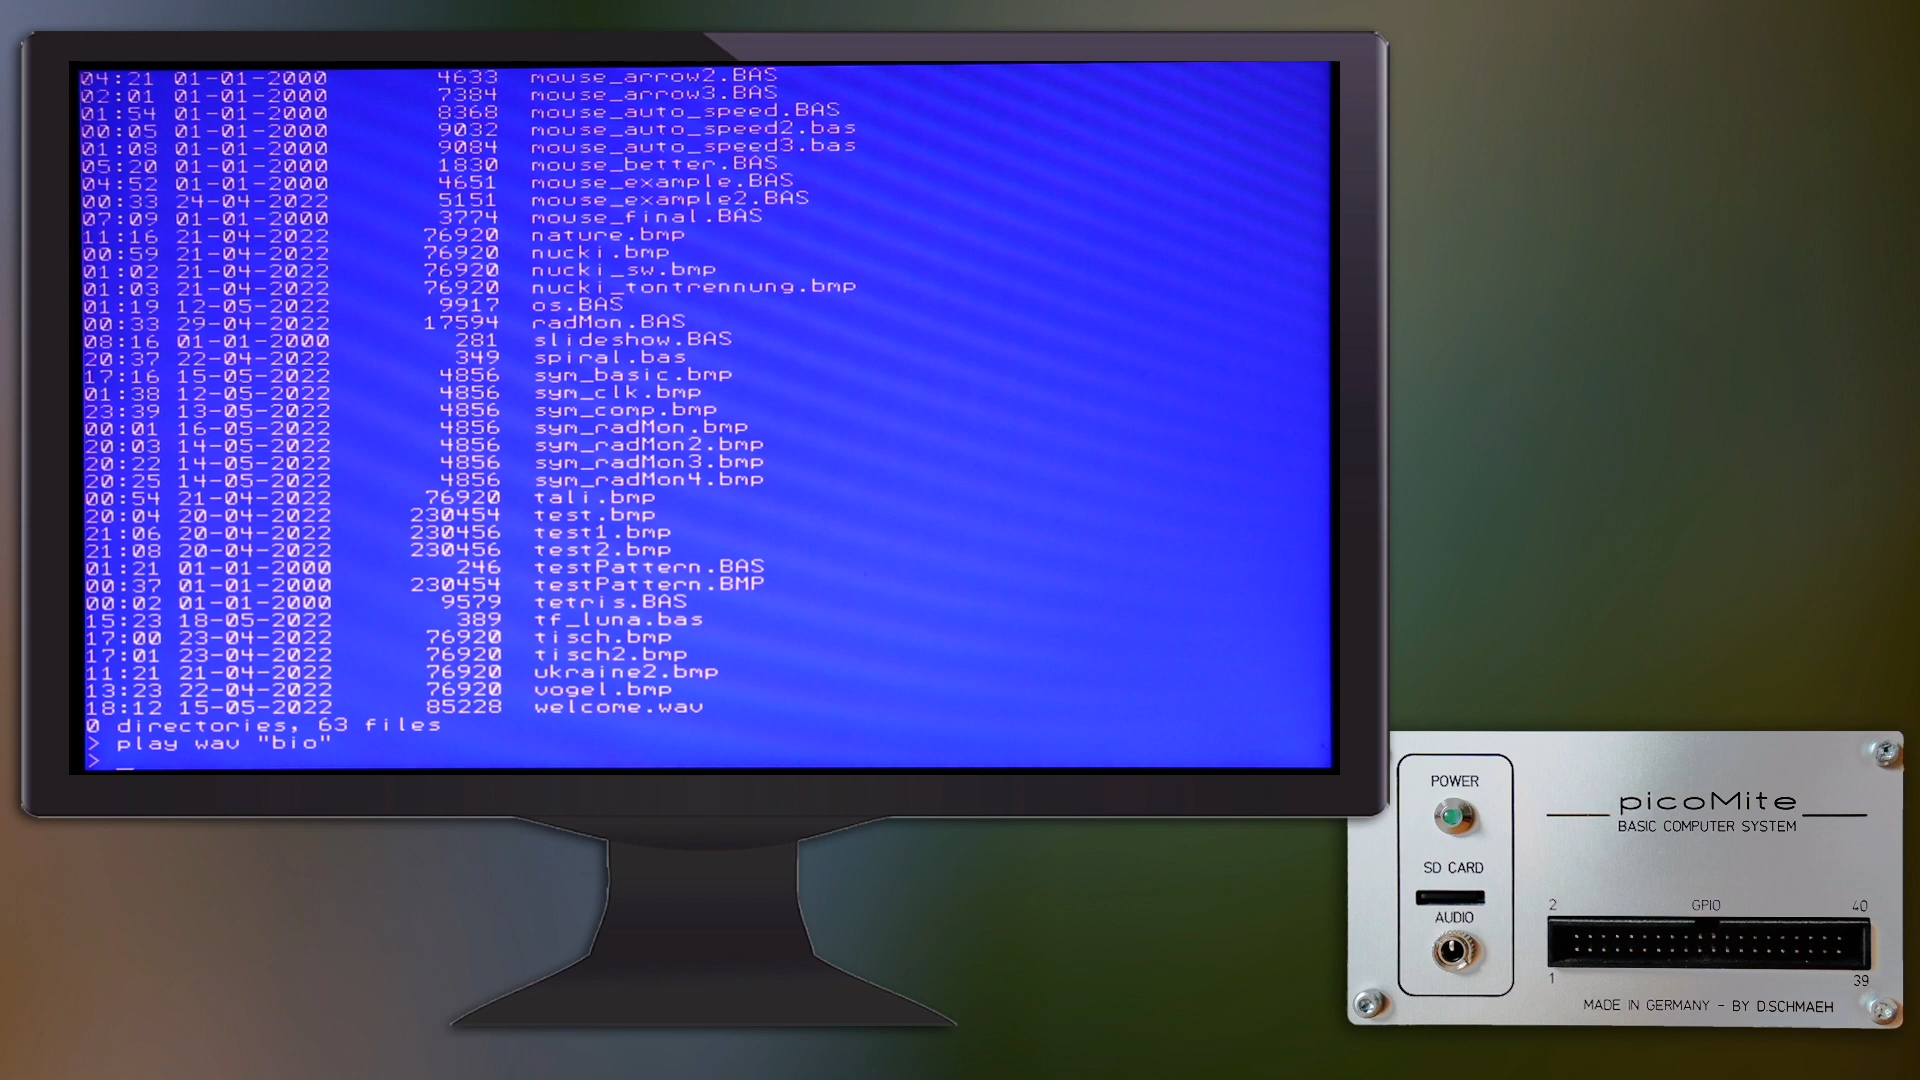 04:21 01-01-2000 4633 mouse_arrow2.BAS
02:01 01-01-2000 7384 mouse_arrow3.BAS
01:54 01-01-2000 8368 mouse_auto_speed.BAS
00:05 01-01-2000 9032 mouse_auto_speed2.bas
01:08 01-01-2000 9084 mouse_auto_speed3.bas
05:20 01-01-2000 1830 mouse_better.BAS
04:52 01-01-2000 4651 mouse_example.BAS
00:33 24-04-2022 5151 mouse_example2.BAS
07:09 01-01-2000 3774 mouse_final.BAS
11:16 21-04-2022 76920 nature.bmp
00:59 21-04-2022 76920 nucki.bmp
01:02 21-04-2022 76920 nucki_sw.bmp
01:03 21-04-2022 76920 nucki_tontrennung.bmp
01:19 12-05-2022 9917 os.BAS
00:33 29-04-2022 17594 radMon.BAS
08:16 01-01-2000 281 slideshow.BAS
20:37 22-04-2022 349 spiral.bas
17:16 15-05-2022 4856 sym_basic.bmp
01:38 12-05-2022 4856 sym_clk.bmp
23:39 13-05-2022 4856 sym_comp.bmp
00:01 16-05-2022 4856 sym_radMon.bmp
20:03 14-05-2022 4856 sym_radMon2.bmp
20:22 14-05-2022 4856 sym_radMon3.bmp
20:25 14-05-2022 4856 sym_radMon4.bmp
00:54 21-04-2022 76920 tali.bmp
20:04 20-04-2022 230454 test.bmp
21:06 20-04-2022 230456 test1.bmp
21:08 20-04-2022 230456 test2.bmp
01:21 01-01-2000 246 testPattern.BAS
00:37 01-01-2000 230454 testPattern.BMP
00:02 01-01-2000 9579 tetris.BAS
15:23 18-05-2022 389 tf_luna.bas
17:00 23-04-2022 76920 tisch.bmp
17:01 23-04-2022 76920 tisch2.bmp
11:21 21-04-2022 76920 ukraine2.bmp
13:23 22-04-2022 76920 vogel.bmp
18:12 15-05-2022 85228 welcome.wav
0 directories, 63 files
> play wav "bio"
> _
POWER
picoMite
BASIC COMPUTER SYSTEM
SD CARD
AUDIO
2 GPIO 40
1 39
MADE IN GERMANY - BY D.SCHMAEH